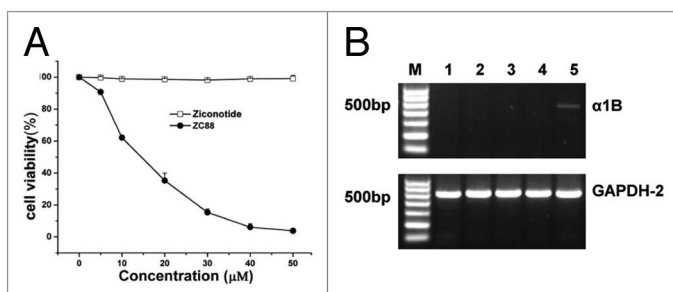 A
B
Ziconotide
ZC88
cell viability(%)
100
80
60
40
20
0
0 10 20 30 40 50
Concentration (μM)
M 1 2 3 4 5
500bp
α1B
500bp
GAPDH-2